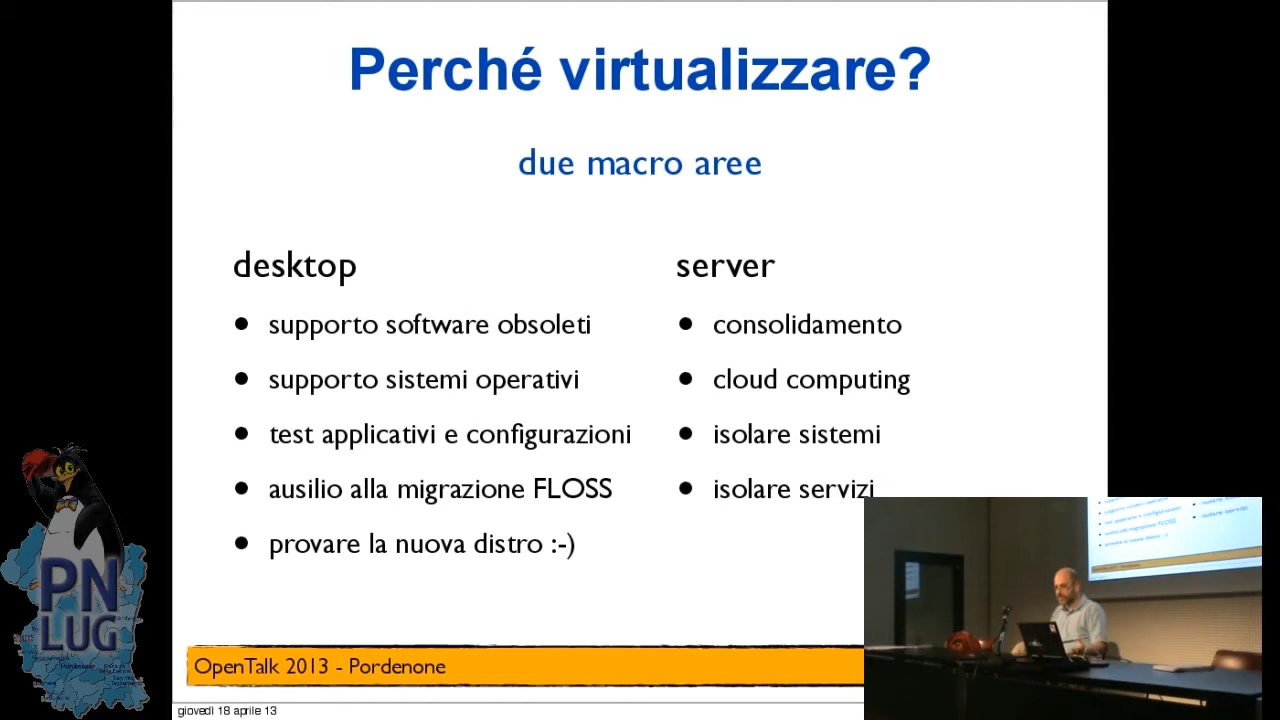 Perché virtualizzare?
due macro aree
desktop
• supporto software obsoleti
• supporto sistemi operativi
• test applicativi e configurazioni
• ausilio alla migrazione FLOSS
• provare la nuova distro :-)
server
• consolidamento
• cloud computing
• isolare sistemi
• isolare servizi
OpenTalk 2013 - Pordenone
giovedì 18 aprile 13
PN
LUG
isolare servizi